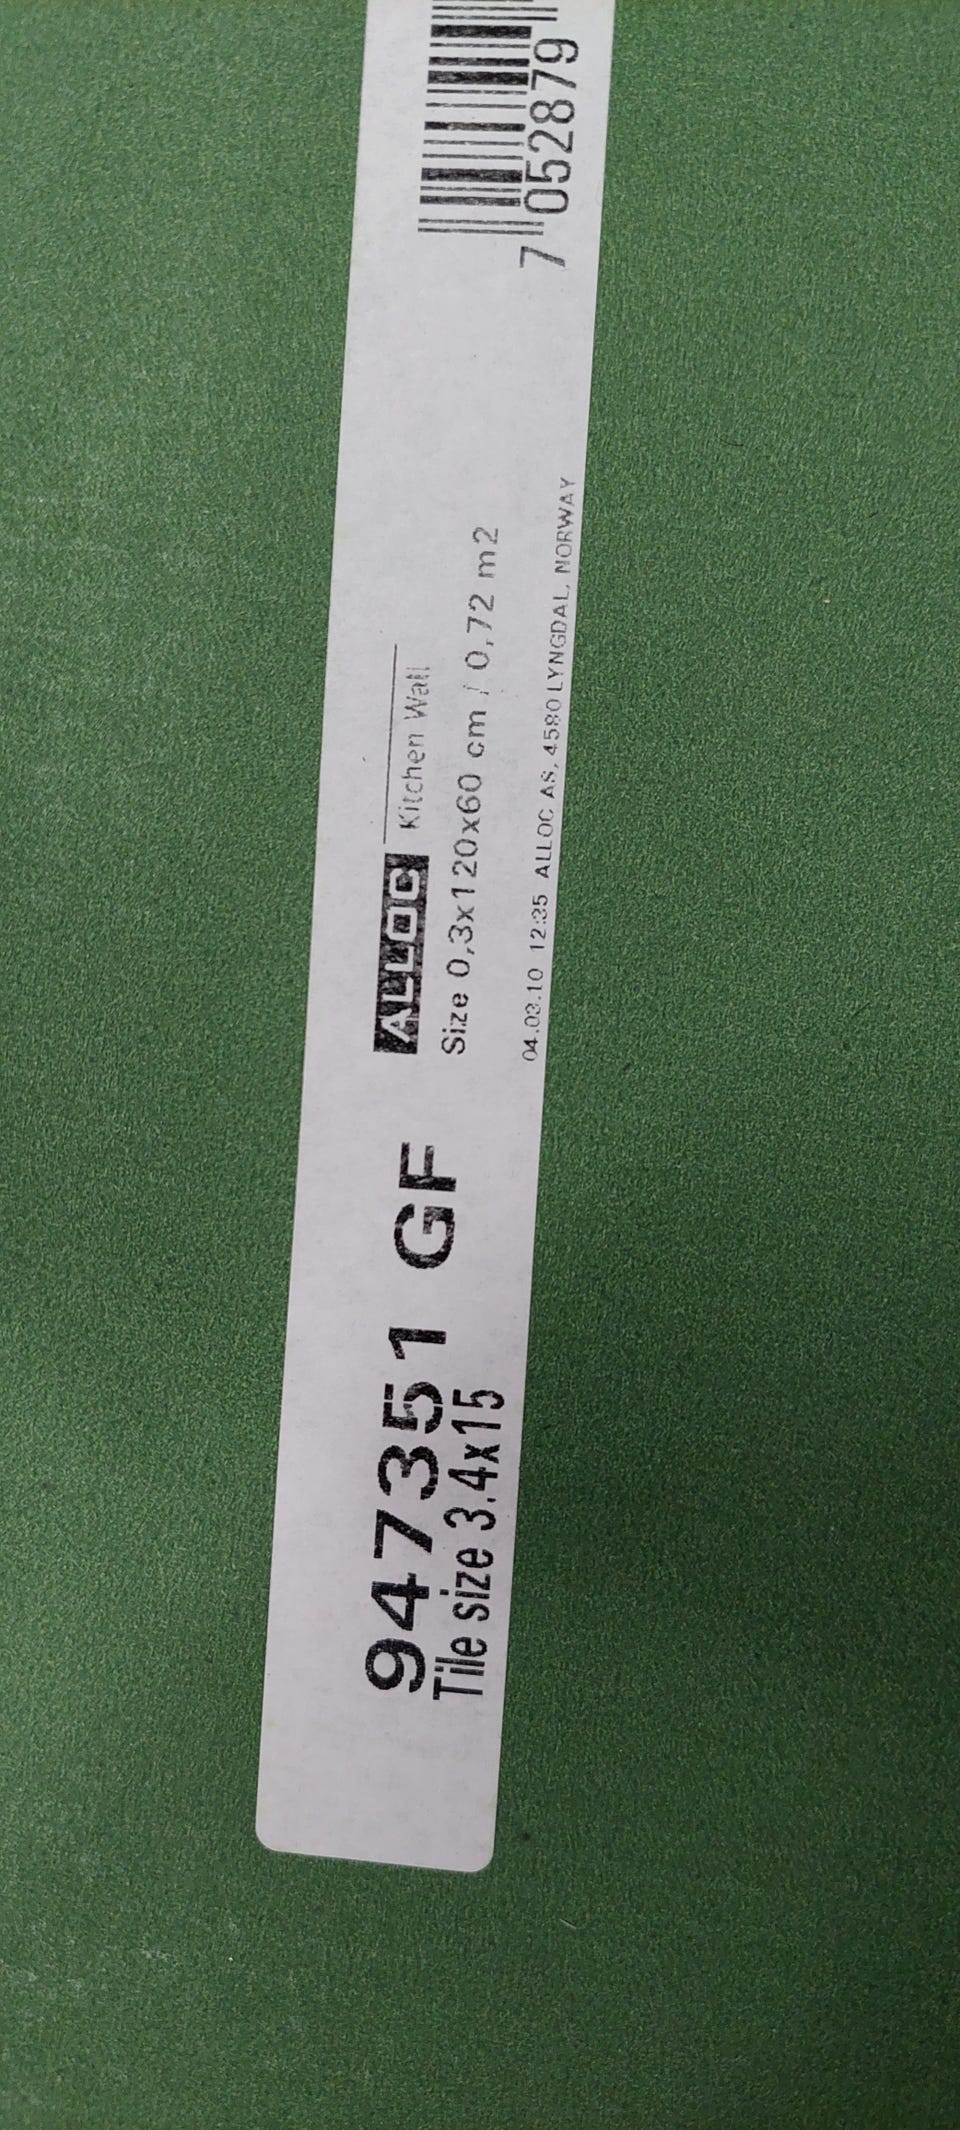 947351 GF
Tile size 3.4x15
ALLOC Kitchen Wall
Size 0,3x120x60 cm / 0,72 m2
04.03.10 12:35 ALLOC AS, 4580 LYNGDAL, NORWAY
7 052879